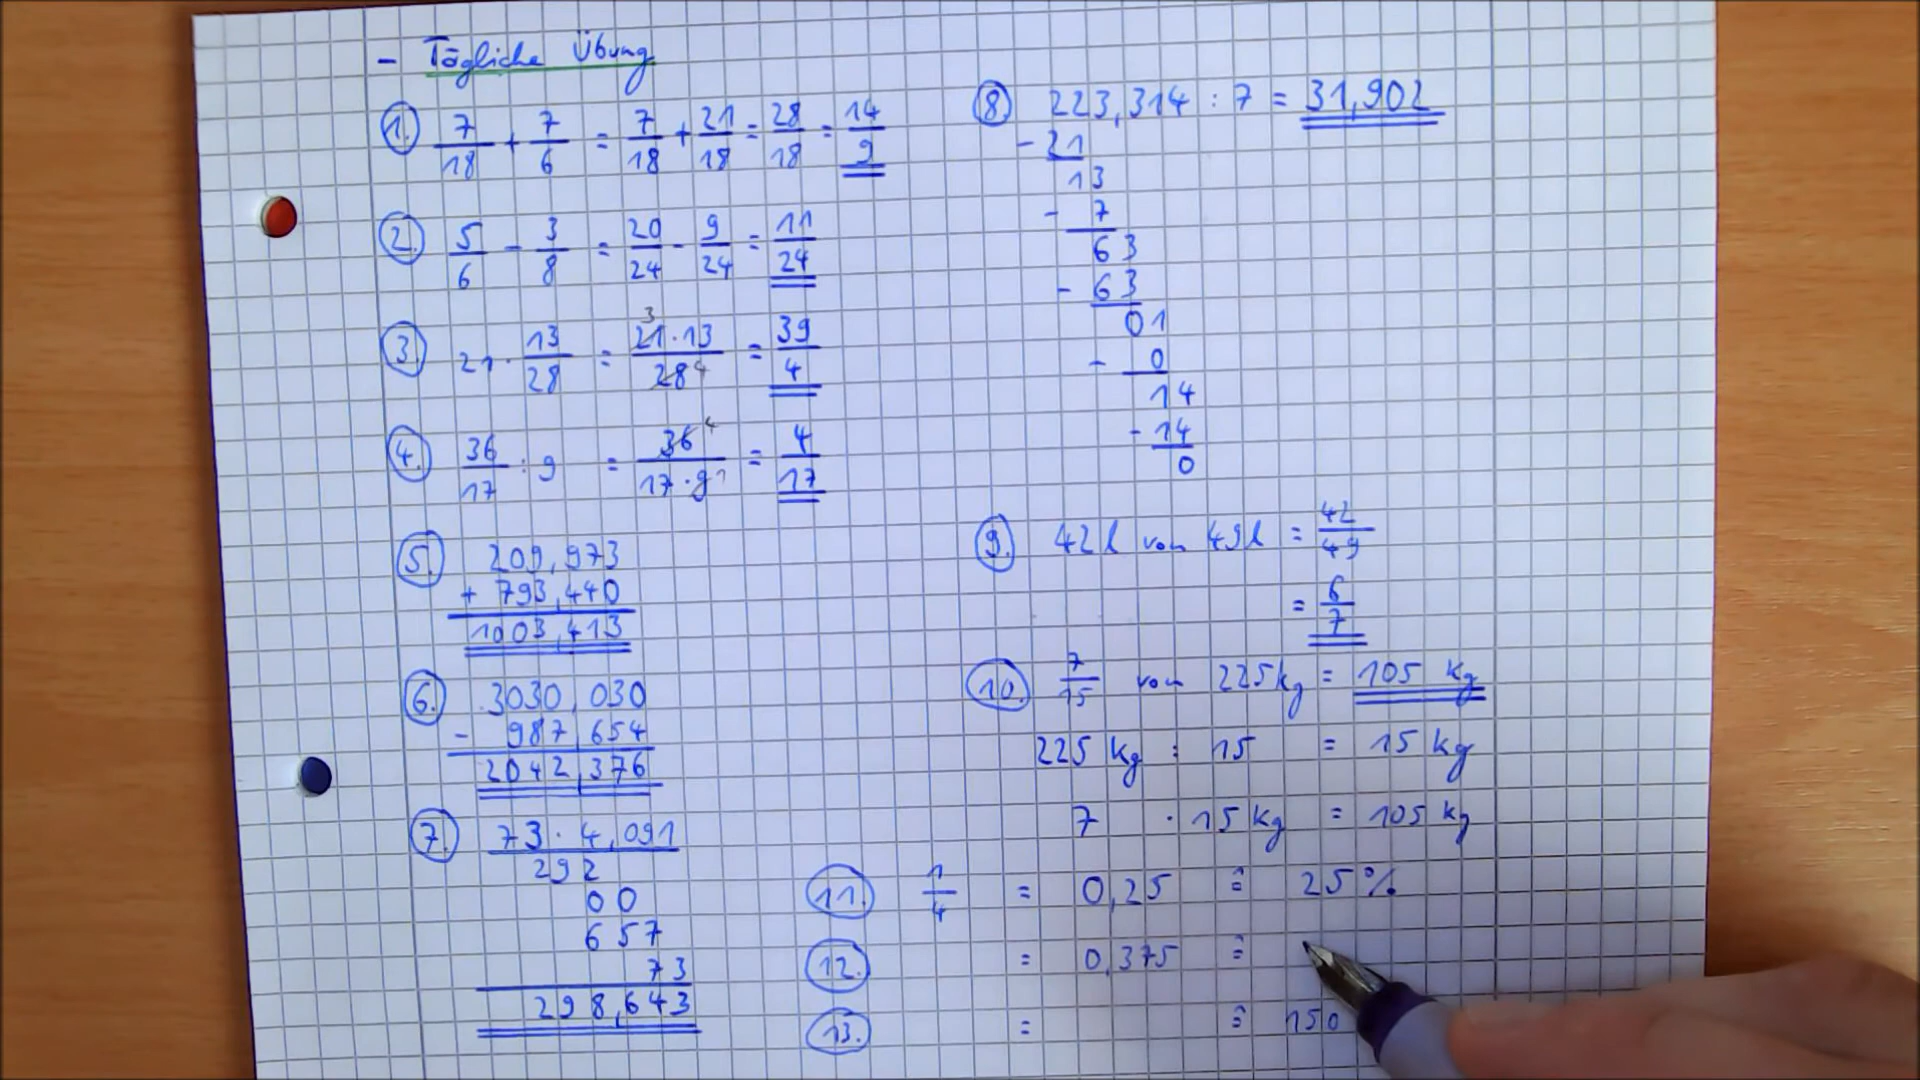 - Tägliche Übung
1. 7/18 + 7/6 = 7/18 + 21/18 = 28/18 = 14/9
2. 5/6 - 3/8 = 20/24 - 9/24 = 11/24
3. 21 · 13/28 = 21 3 · 13 / 28 4 = 39/4
4. 36/17 : 9 = 36 4 / 17 · 9 1 = 4/17
5. 209,973
+ 793,440
1003,413
6. 3030,030
- 987,654
2042,376
7. 73 · 4,091
292
00
657
73
298,643
8. 223,314 : 7 = 31,902
- 21
13
- 7
63
- 63
01
- 0
14
- 14
0
9. 42 l von 49 l = 42/49
= 6/7
10. 7/15 von 225 kg = 105 kg
225 kg : 15 = 15 kg
7 · 15 kg = 105 kg
11. 1/4 = 0,25 ≙ 25 %
12. = 0,375 ≙
13. = ≙ 150